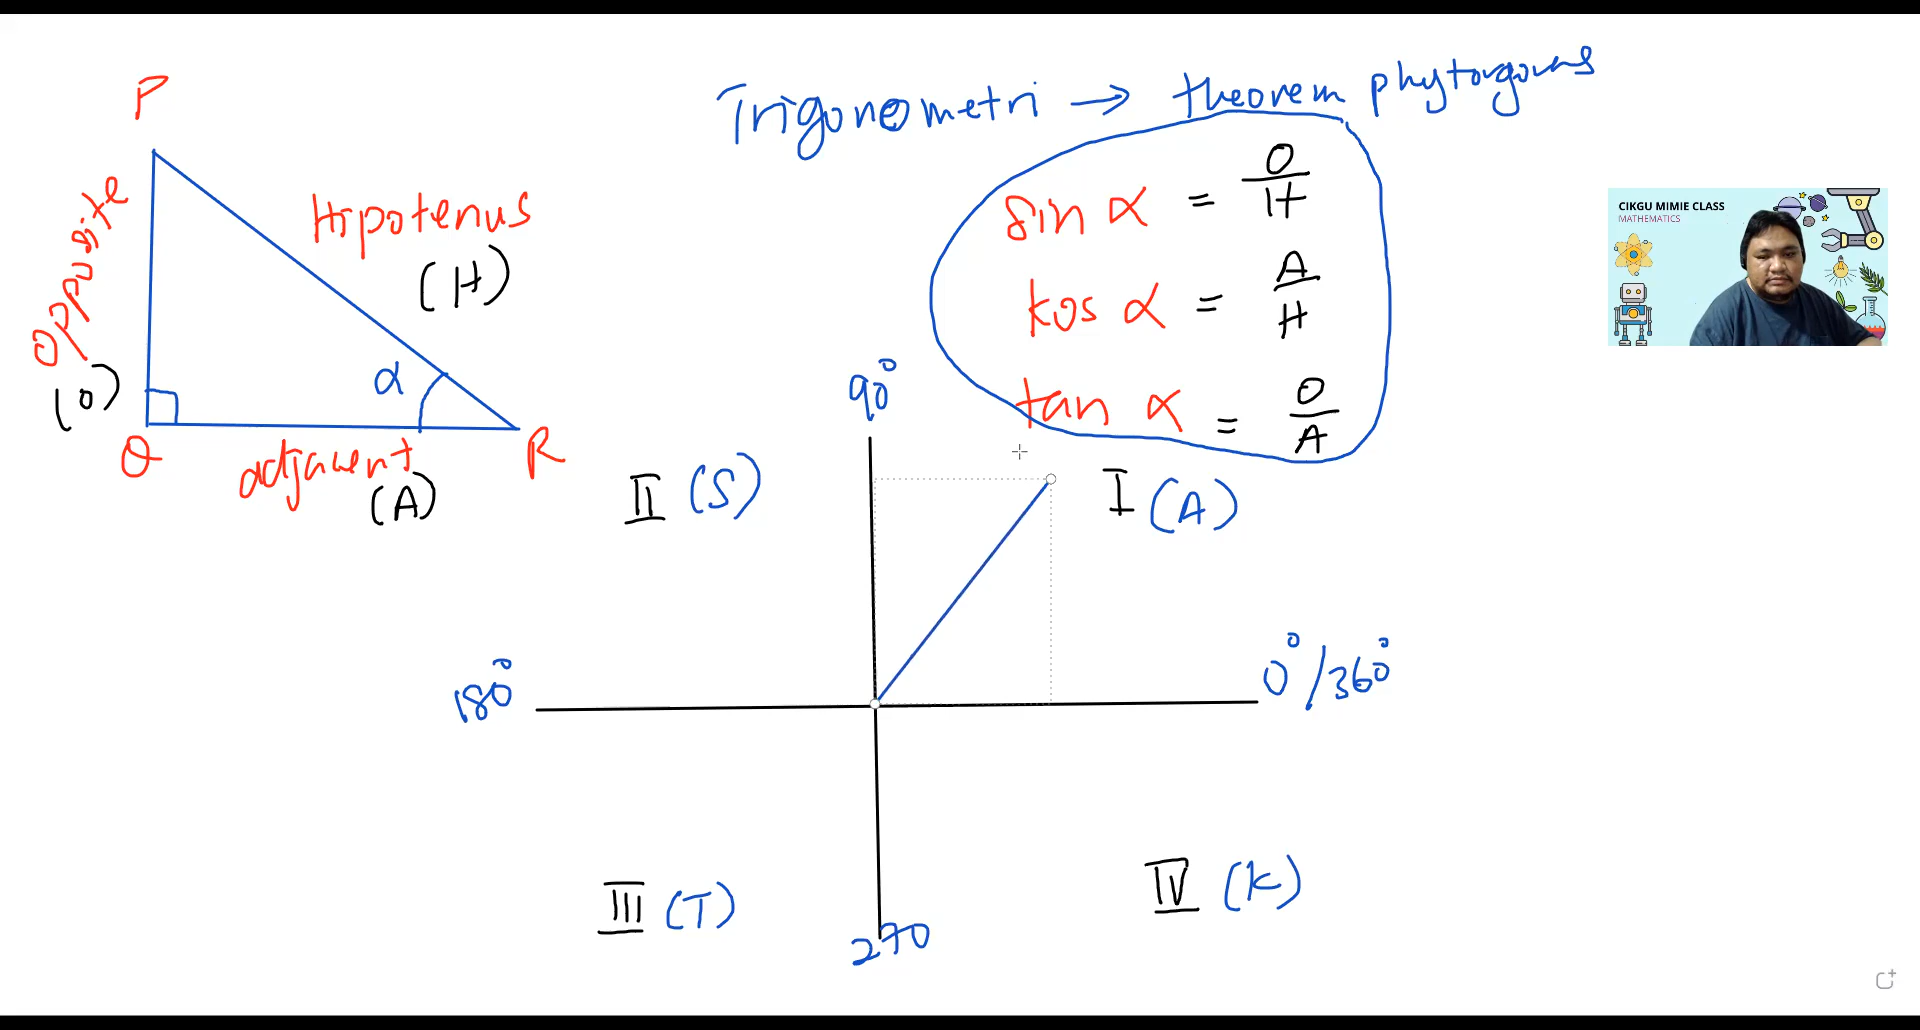 Trigonometri → theorem phytorgoras
P
opposite
(O)
Hipotenus
(H)
α
Q
adjacent
(A)
R
sin α = O/H
kos α = A/H
tan α = O/A
CIKGU MIMIE CLASS
MATHEMATICS
90°
II (S)
I (A)
180°
0°/360°
III (T)
IV (K)
270